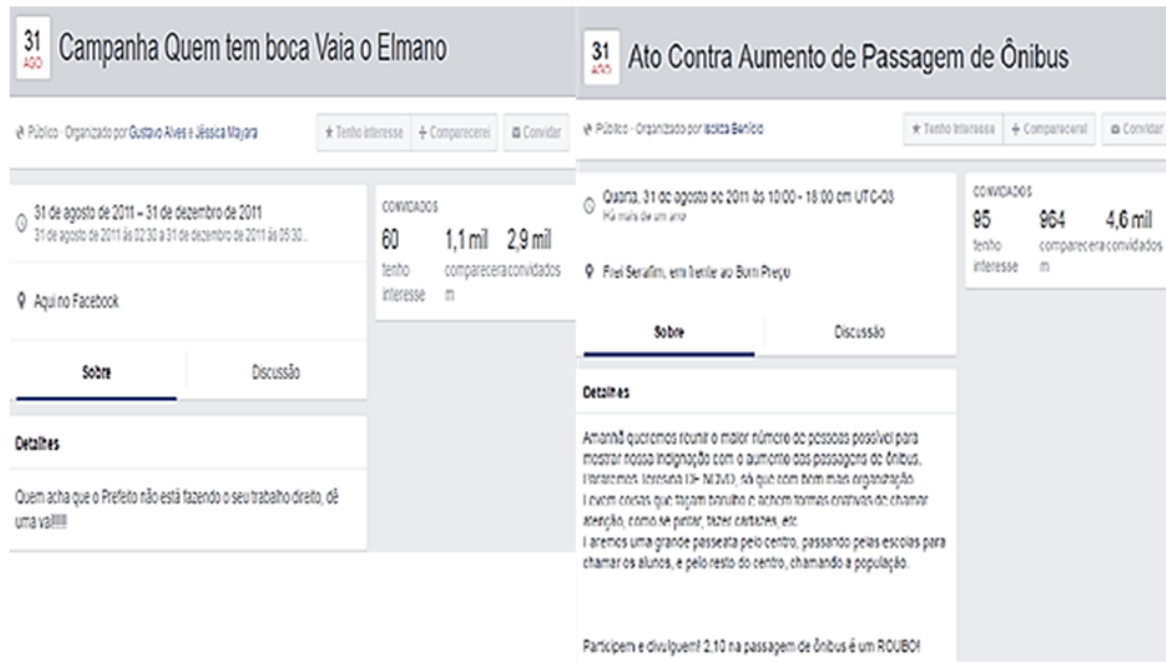 31
AGO
Campanha Quem tem boca Vaia o Elmano
Público · Organizado por Gustavo Alves e Jéssica Mayara
Tenho interesse
Comparecerei
Convidar
31 de agosto de 2011 – 31 de dezembro de 2011
31 de agosto de 2011 às 02:30 a 31 de dezembro de 2011 às 05:30...
Aqui no Facebook
CONVIDADOS
60 1,1 mil 2,9 mil
tenho comparecera convidados
interesse m
Sobre Discussão
Detalhes
Quem acha que o Prefeito não está fazendo o seu trabalho direito, dê
uma vai!!!!!
31
AGO
Ato Contra Aumento de Passagem de Ônibus
Público · Organizado por Benício
Tenho Interesse
Comparecerei
Convidar
Quarta, 31 de agosto de 2011 às 10:00 - 18:00 em UTC-03
Há mais de um ano
Frei Serafim, em frente ao Bom Preço
CONVIDADOS
95 964 4,6 mil
tenho comparecera convidados
interesse m
Sobre Discussão
Detalhes
Amanhã queremos reunir o maior número de pessoas possível para
mostrar nossa indignação com o aumento das passagens de ônibus.
Pararemos Teresina DE NOVO, só que com bem mais organização
Levem coisas que façam barulho e achem formas criativas de chamar
atenção, como se pintar, fazer cartazes, etc
Faremos uma grande passeata pelo centro, passando pelas escolas para
chamar os alunos, e pelo resto do centro, chamando a população.
Participem e divulguem! 2,10 na passagem de ônibus é um ROUBO!